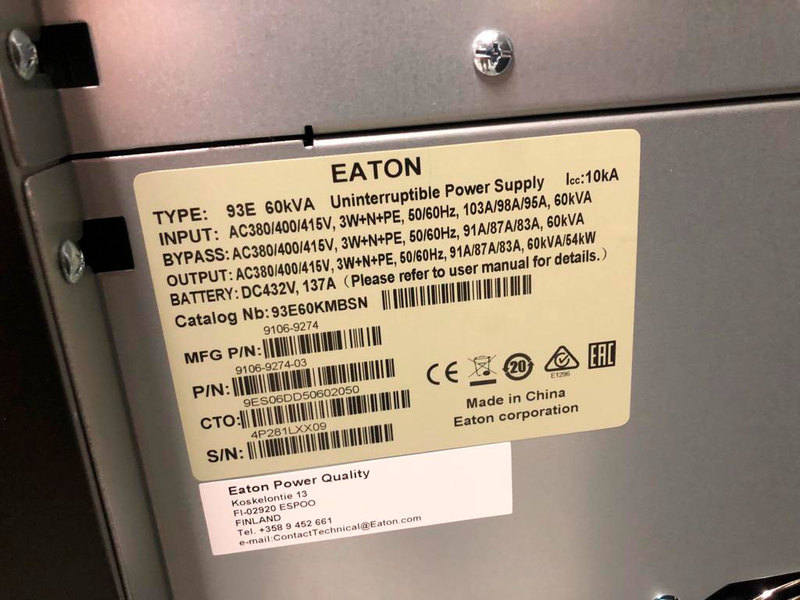 EATON
TYPE: 93E 60kVA Uninterruptible Power Supply Icc:10kA
INPUT: AC380/400/415V, 3W+N+PE, 50/60Hz, 103A/98A/95A, 60kVA
BYPASS: AC380/400/415V, 3W+N+PE, 50/60Hz, 91A/87A/83A, 60kVA
OUTPUT: AC380/400/415V, 3W+N+PE, 50/60Hz, 91A/87A/83A, 60kVA/54kW
BATTERY: DC432V, 137A (Please refer to user manual for details.)
Catalog Nb: 93E60KMBSN
9106-9274
MFG P/N:
9106-9274-03
P/N:
9ES06DD50602050
CTO:
4P281LXX09
S/N:
CE 20 E1296 EAC
Made in China
Eaton corporation
Eaton Power Quality
Koskelontie 13
FI-02920 ESPOO
FINLAND
Tel. +358 9 452 661
e-mail:ContactTechnical@Eaton.com